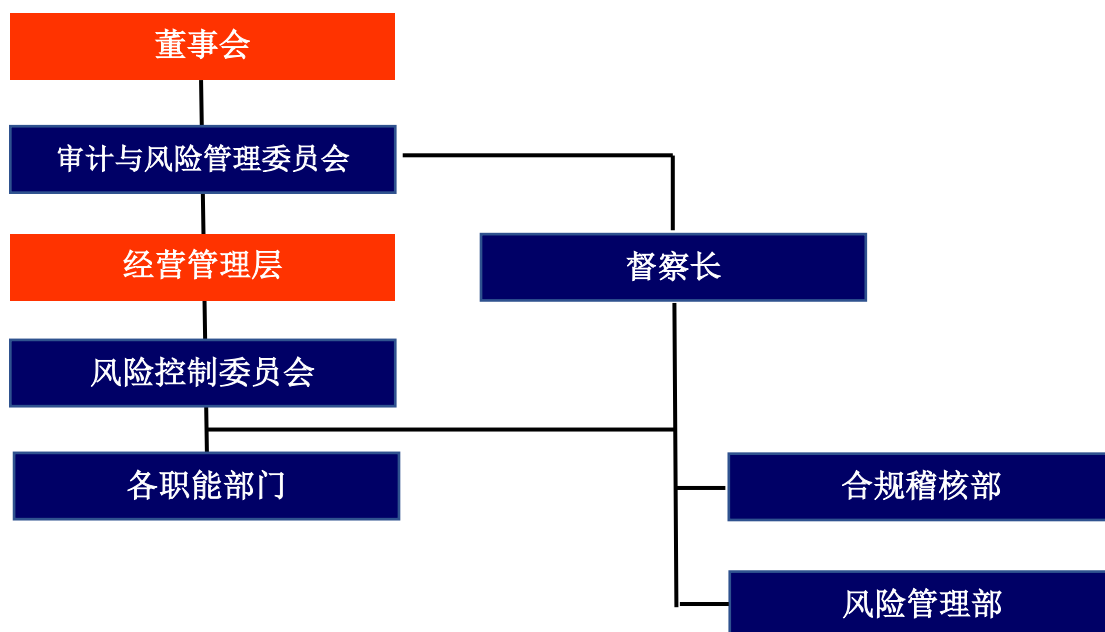 董事会
审计与风险管理委员会
经营管理层
督察长
风险控制委员会
各职能部门
合规稽核部
风险管理部